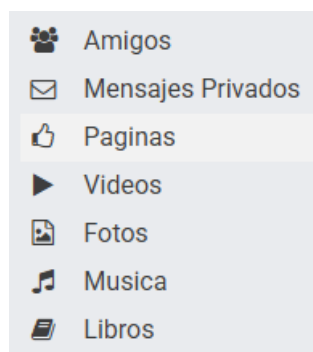 Amigos
Mensajes Privados
Paginas
Videos
Fotos
Musica
Libros